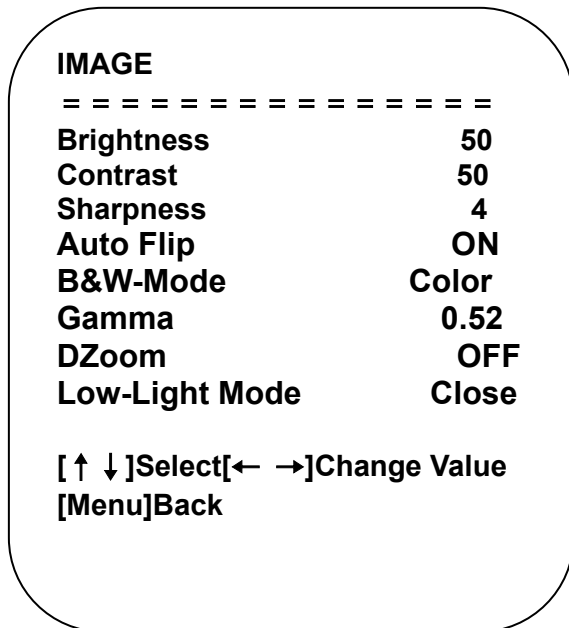 IMAGE
= = = = = = = = = = = = = = =
Brightness 50
Contrast 50
Sharpness 4
Auto Flip ON
B&W-Mode Color
Gamma 0.52
DZoom OFF
Low-Light Mode Close
[↑ ↓]Select[← →]Change Value
[Menu]Back